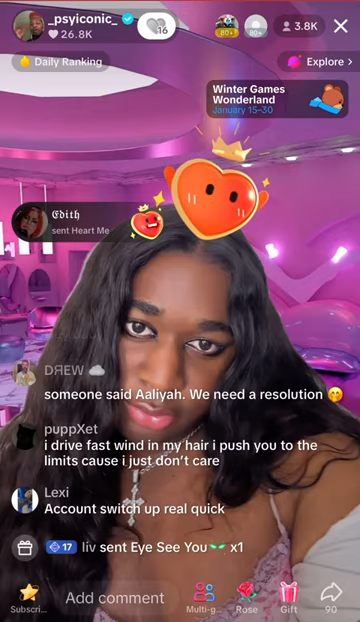 _psyiconic_
26.8K
16
80+
80+
3.8K
Daily Ranking
Explore >
Winter Games
Wonderland
January 15-30
𝕰𝖉𝖎𝖙𝖍
sent Heart Me
DЯEW ☁️
someone said Aaliyah. We need a resolution 🤭
puppXet
i drive fast wind in my hair i push you to the
limits cause i just don't care
Lexi
Account switch up real quick
17 liv sent Eye See You x1
Subscri...
Add comment
Multi-g...
Rose
Gift
90